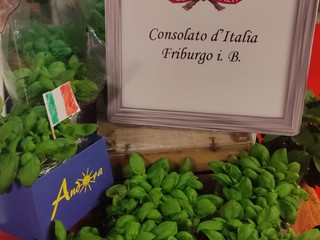 Consolato d'Italia
Friburgo i. B.
Andora